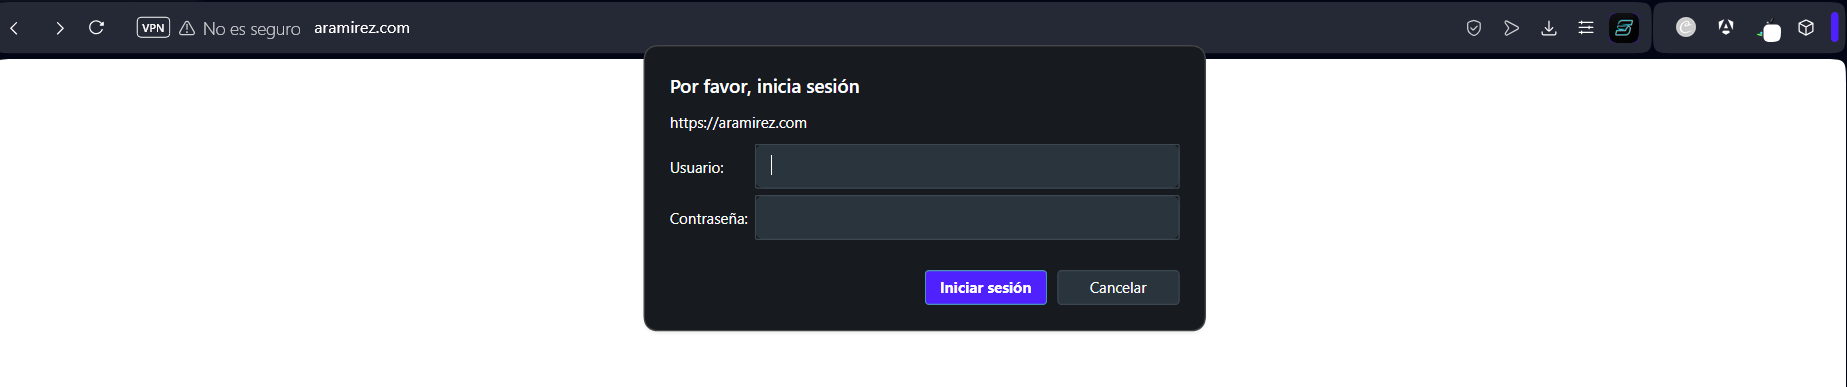 VPN No es seguro aramirez.com
Por favor, inicia sesión
https://aramirez.com
Usuario:
Contraseña:
Iniciar sesión Cancelar